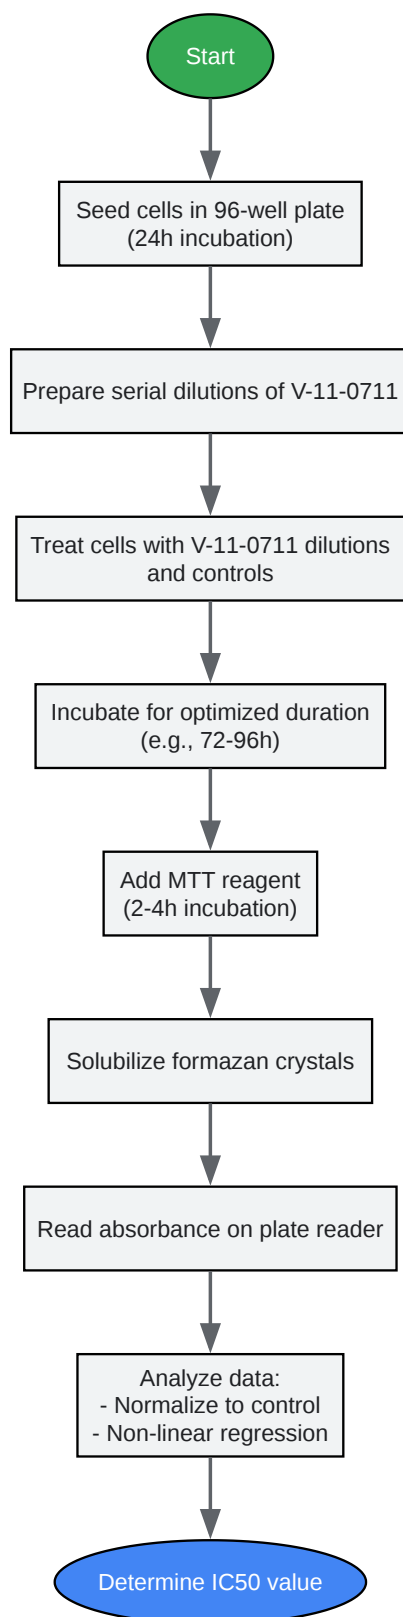 Start
Seed cells in 96-well plate
(24h incubation)
Prepare serial dilutions of V-11-0711
Treat cells with V-11-0711 dilutions
and controls
Incubate for optimized duration
(e.g., 72-96h)
Add MTT reagent
(2-4h incubation)
Solubilize formazan crystals
Read absorbance on plate reader
Analyze data:
- Normalize to control
- Non-linear regression
Determine IC50 value